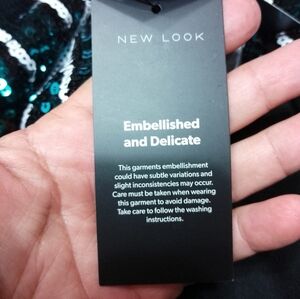 NEW LOOK
Embellished
and Delicate
This garments embellishment
could have subtle variations and
slight inconsistencies may occur.
Care must be taken when wearing
this garment to avoid damage.
Take care to follow the washing
instructions.